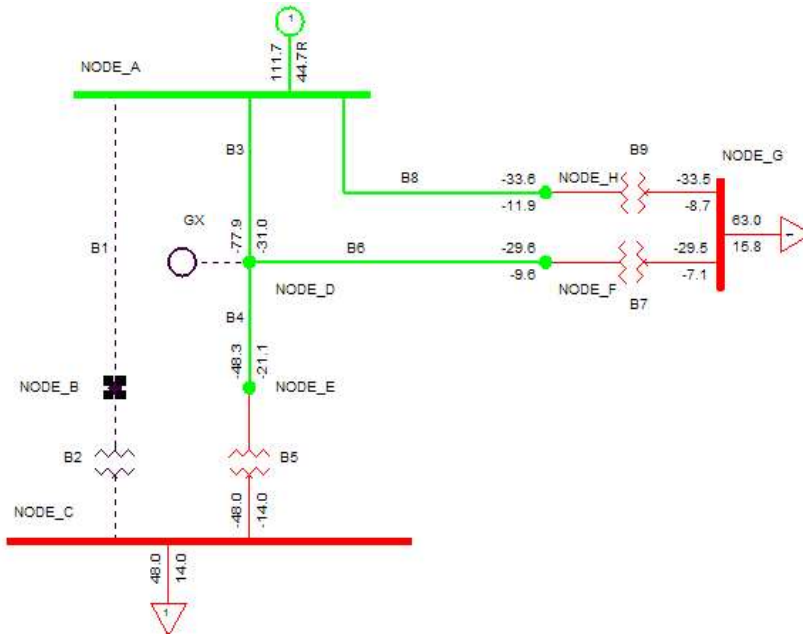 1
111.7
44.7R
NODE_A
B3
B9
NODE_G
B8
-33.6
NODE_H
-33.5
-11.9
-8.7
GX
63.0
1
15.8
-77.9
-31.0
B1
B6
-29.6
-29.5
-9.6
-7.1
NODE_D
NODE_F
B7
B4
-48.3
-21.1
NODE_B
NODE_E
B2
B5
-48.0
-14.0
NODE_C
48.0
14.0
1